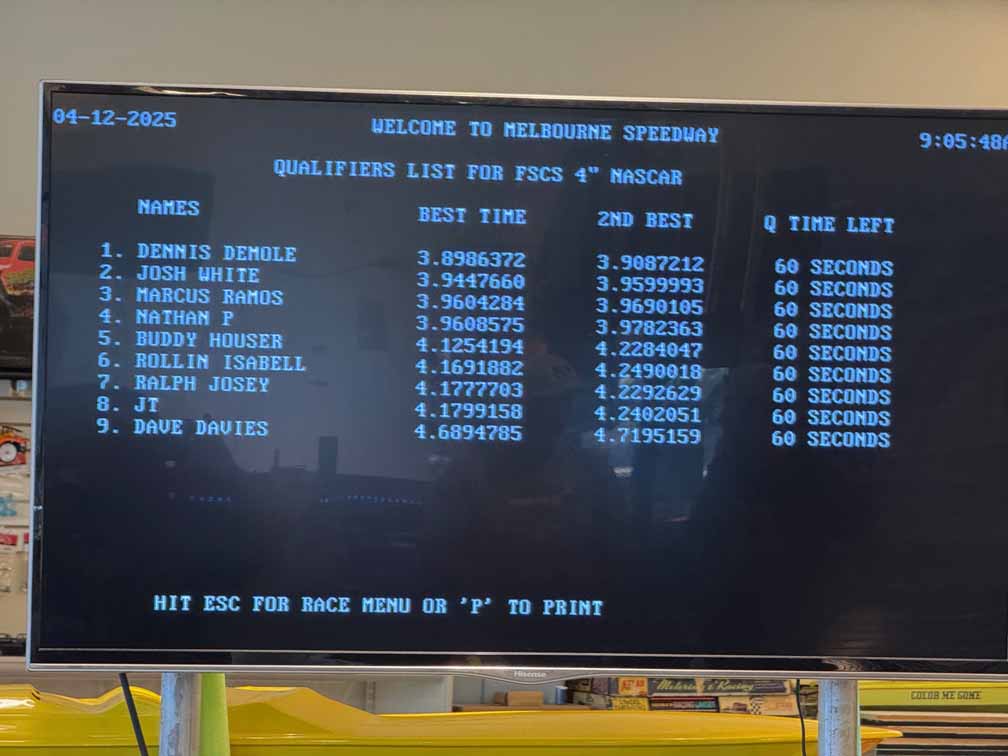 04-12-2025
WELCOME TO MELBOURNE SPEEDWAY
9:05:48A
QUALIFIERS LIST FOR FSCS 4" NASCAR
NAMES BEST TIME 2ND BEST Q TIME LEFT
1. DENNIS DEMOLE 3.8986372 3.9087212 60 SECONDS
2. JOSH WHITE 3.9447660 3.9599993 60 SECONDS
3. MARCUS RAMOS 3.9604284 3.9690105 60 SECONDS
4. NATHAN P 3.9608575 3.9782363 60 SECONDS
5. BUDDY HOUSER 4.1254194 4.2284047 60 SECONDS
6. ROLLIN ISABELL 4.1691882 4.2490018 60 SECONDS
7. RALPH JOSEY 4.1777703 4.2292629 60 SECONDS
8. JT 4.1799158 4.2402051 60 SECONDS
9. DAVE DAVIES 4.6894785 4.7195159 60 SECONDS
HIT ESC FOR RACE MENU OR 'P' TO PRINT
Hisense
COLOR ME GONE